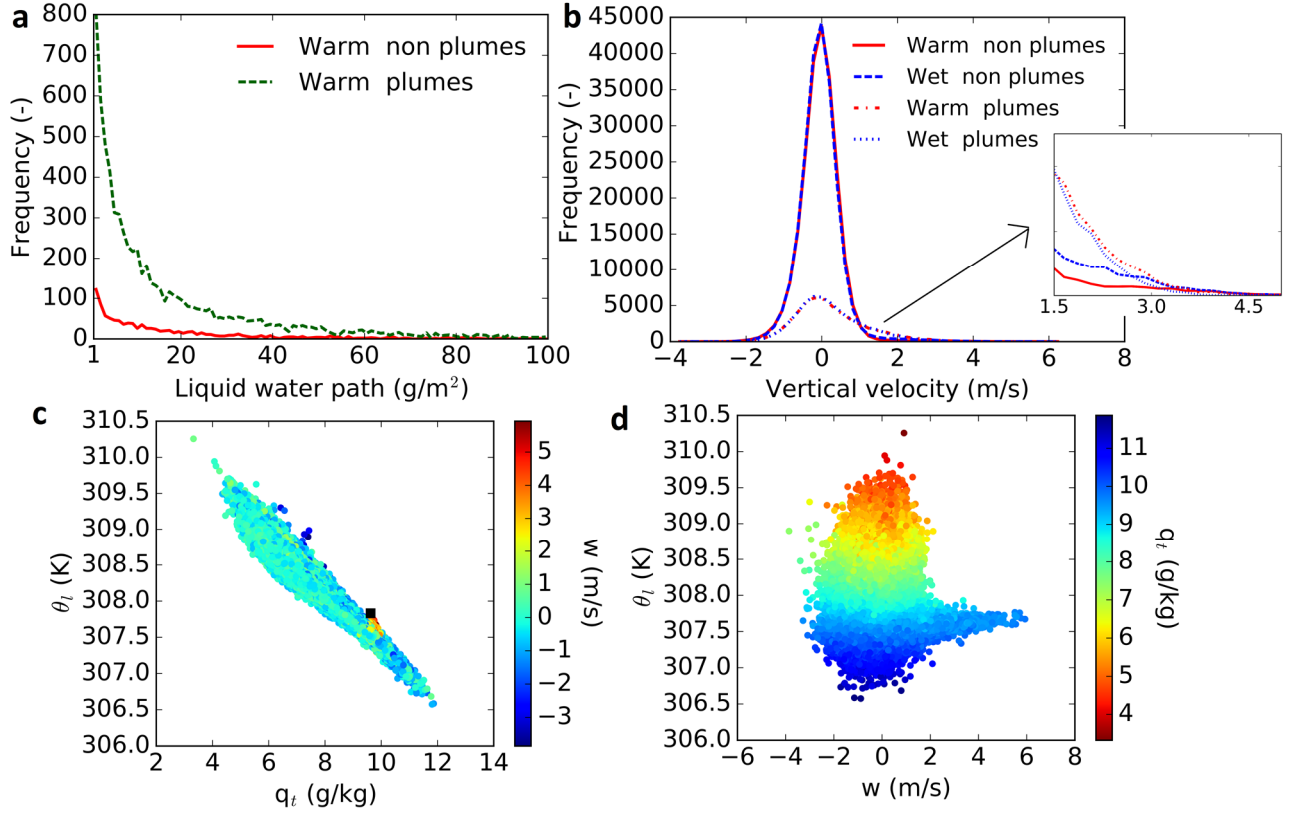 a
800
700
600
500
400
300
200
100
0
Frequency (-)
Warm non plumes
Warm plumes
1 20 40 60 80 100
Liquid water path (g/m²)
b
45000
40000
35000
30000
25000
20000
15000
10000
5000
0
Frequency (-)
Warm non plumes
Wet non plumes
Warm plumes
Wet plumes
1.5 3.0 4.5
−4 −2 0 2 4 6 8
Vertical velocity (m/s)
c
310.5
310.0
309.5
309.0
308.5
308.0
307.5
307.0
306.5
306.0
θₗ (K)
2 4 6 8 10 12 14
qₜ (g/kg)
5
4
3
2
1
0
−1
−2
−3
w (m/s)
d
310.5
310.0
309.5
309.0
308.5
308.0
307.5
307.0
306.5
306.0
θₗ (K)
−6 −4 −2 0 2 4 6 8
w (m/s)
11
10
9
8
7
6
5
4
qₜ (g/kg)